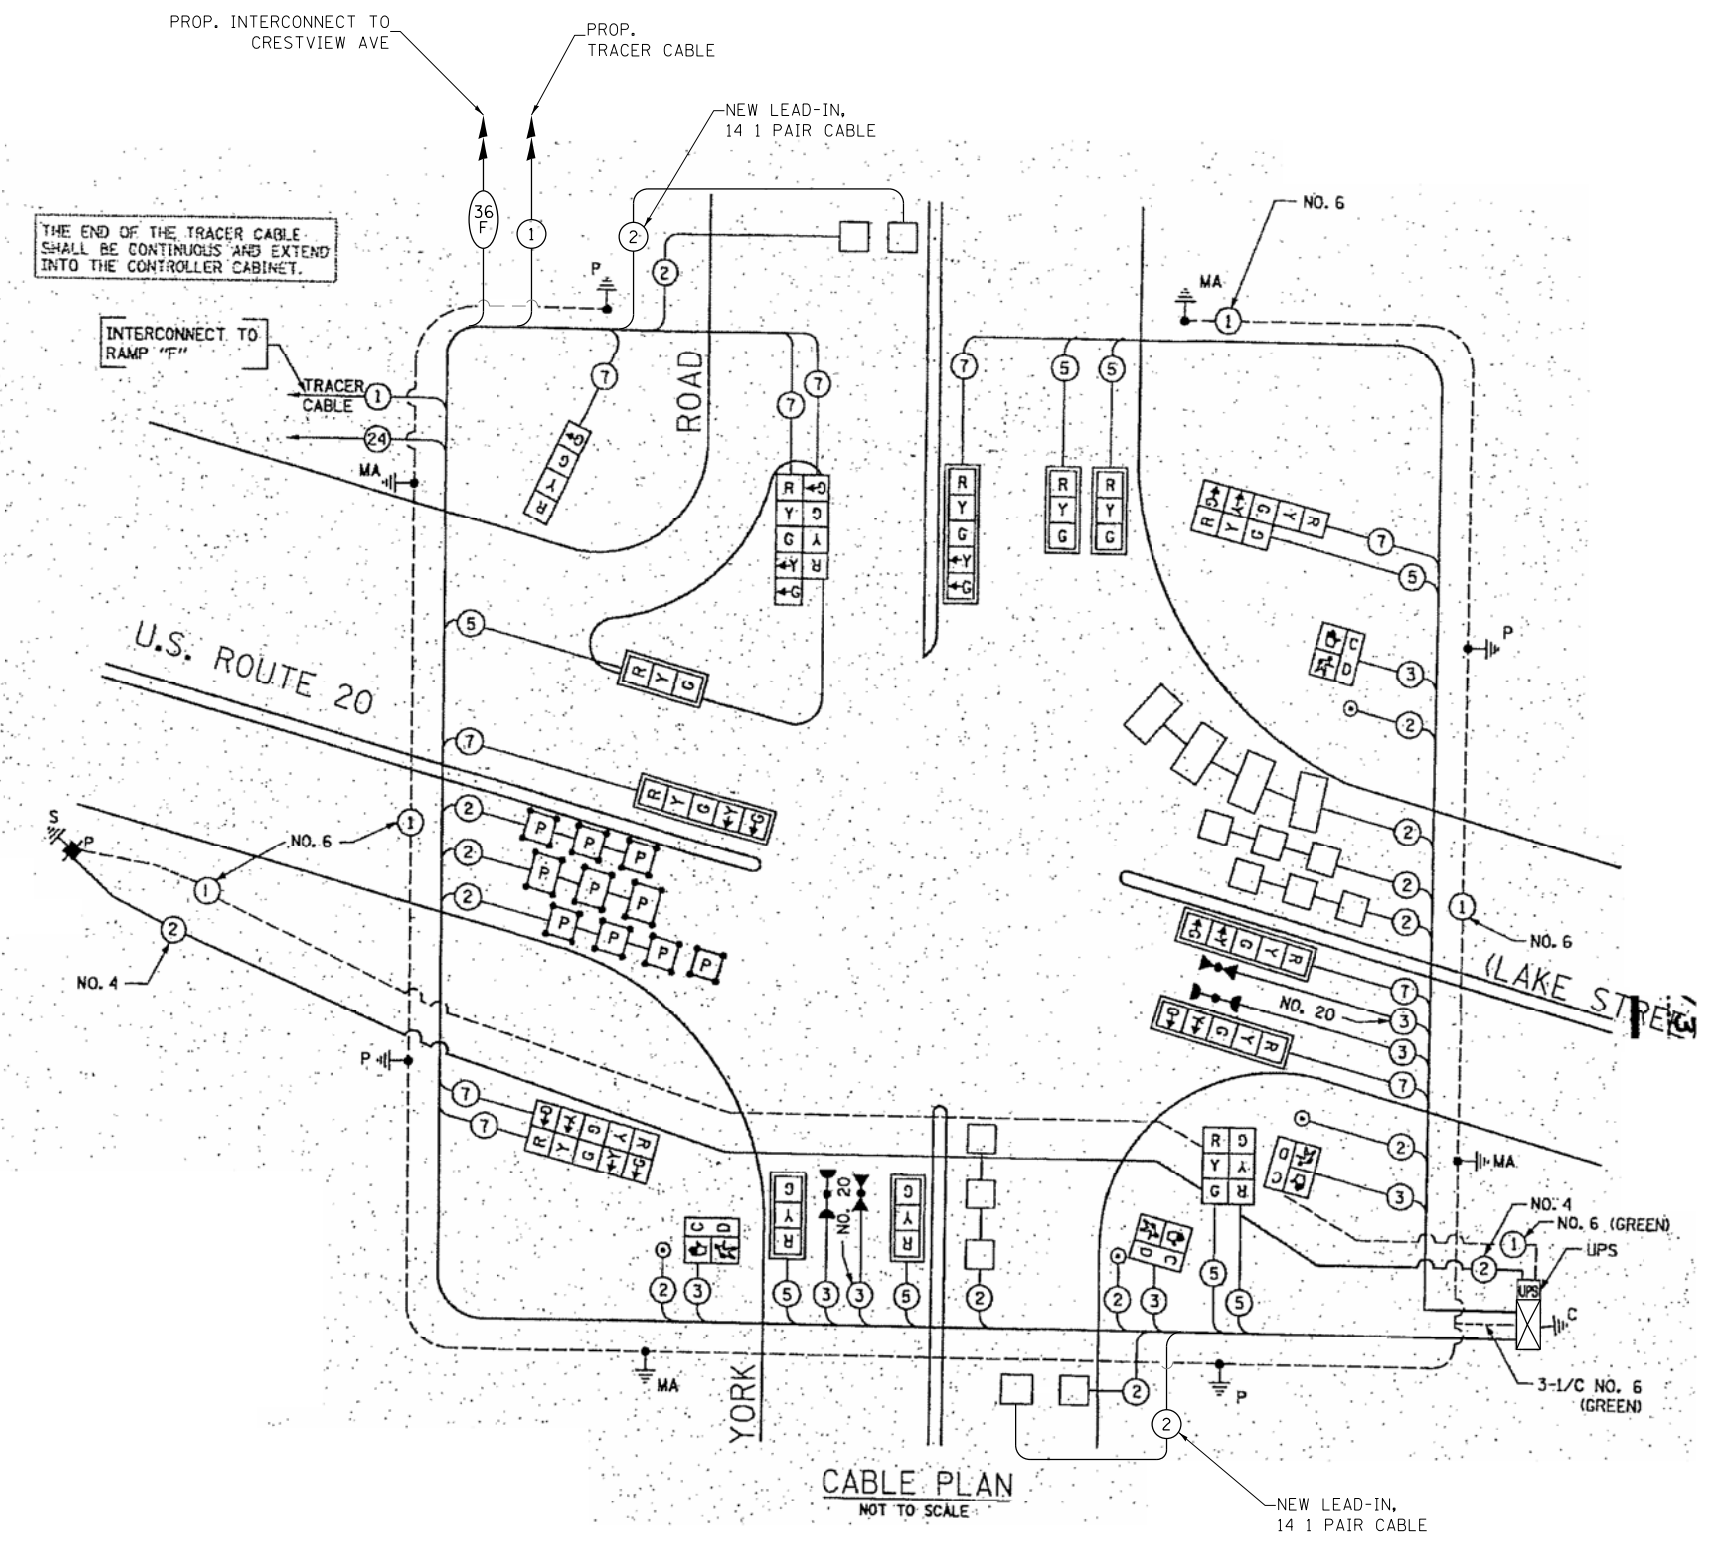 PROP. INTERCONNECT TO
CRESTVIEW AVE
PROP.
TRACER CABLE
NEW LEAD-IN,
14 1 PAIR CABLE
NO. 6
36
F
1
2
2
P
MA
1
THE END OF THE TRACER CABLE
SHALL BE CONTINUOUS AND EXTEND
INTO THE CONTROLLER CABINET.
INTERCONNECT TO
RAMP "F"
TRACER
CABLE
1
24
MA
7
7
7
7
5
5
ROAD
G
G
Y
R
R
Y
G
Y
G
G
G
Y
R
R
Y
G
Y
G
R
Y
G
R
Y
G
G
Y
G
Y
R
R
Y
G
7
5
P
C
D
3
2
U.S. ROUTE 20
5
R Y G
7
R Y G Y G
2
2
2
P P P
P P P
P P P P
S
P
NO. 6
1
1
2
NO. 4
2
2
2
1
NO. 6
(LAKE STREET)
3
G Y G Y R
7
NO. 20
3
3
G Y G Y R
7
P
7
7
G Y G Y R
R Y G Y G
2
3
MA
R
Y
G
G
Y
R
D
C
NO. 4
NO. 6 (GREEN)
1
2
UPS
UPS
C
C D
G
Y
R
NO. 20
G
Y
R
D C
2
3
5
3
3
5
2
2
3
5
5
MA
YORK
2
P
3-1/C NO. 6
(GREEN)
2
CABLE PLAN
NOT TO SCALE
NEW LEAD-IN,
14 1 PAIR CABLE